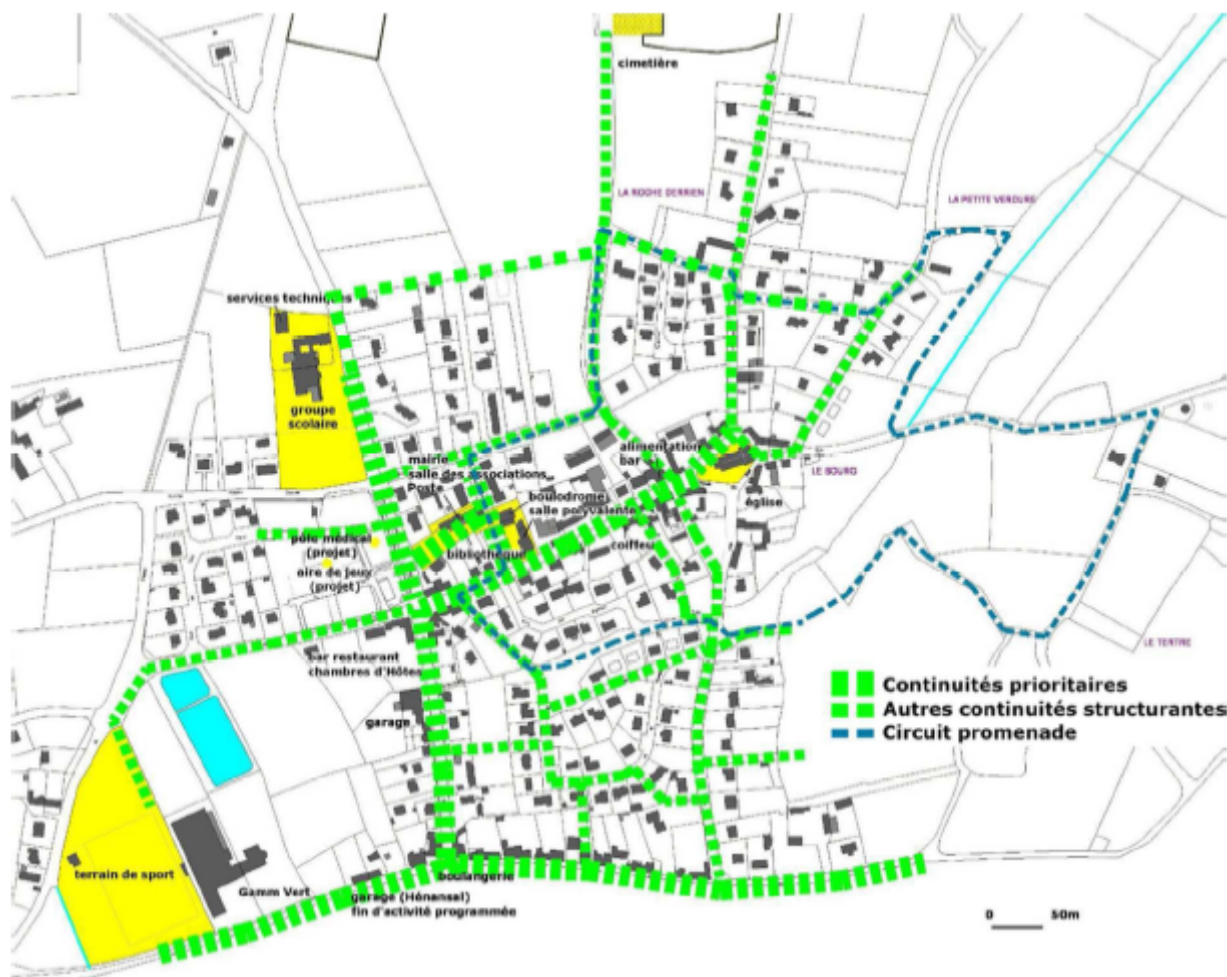 cimetière
LA ROCHE DERRIEN
LA PETITE VERDURE
services techniques
groupe
scolaire
alimentation
bar
mairie
salle des associations
Poste
LE BOURG
boulodrome
salle polyvalente
église
pôle médical
(projet)
bibliothèque
coiffeur
aire de jeux
(projet)
bar restaurant
chambres d'Hôtes
LE TERTRE
Continuités prioritaires
garage
Autres continuités structurantes
Circuit promenade
terrain de sport
boulangerie
Gamm Vert
garage (Hénansal)
fin d'activité programmée
0 50m